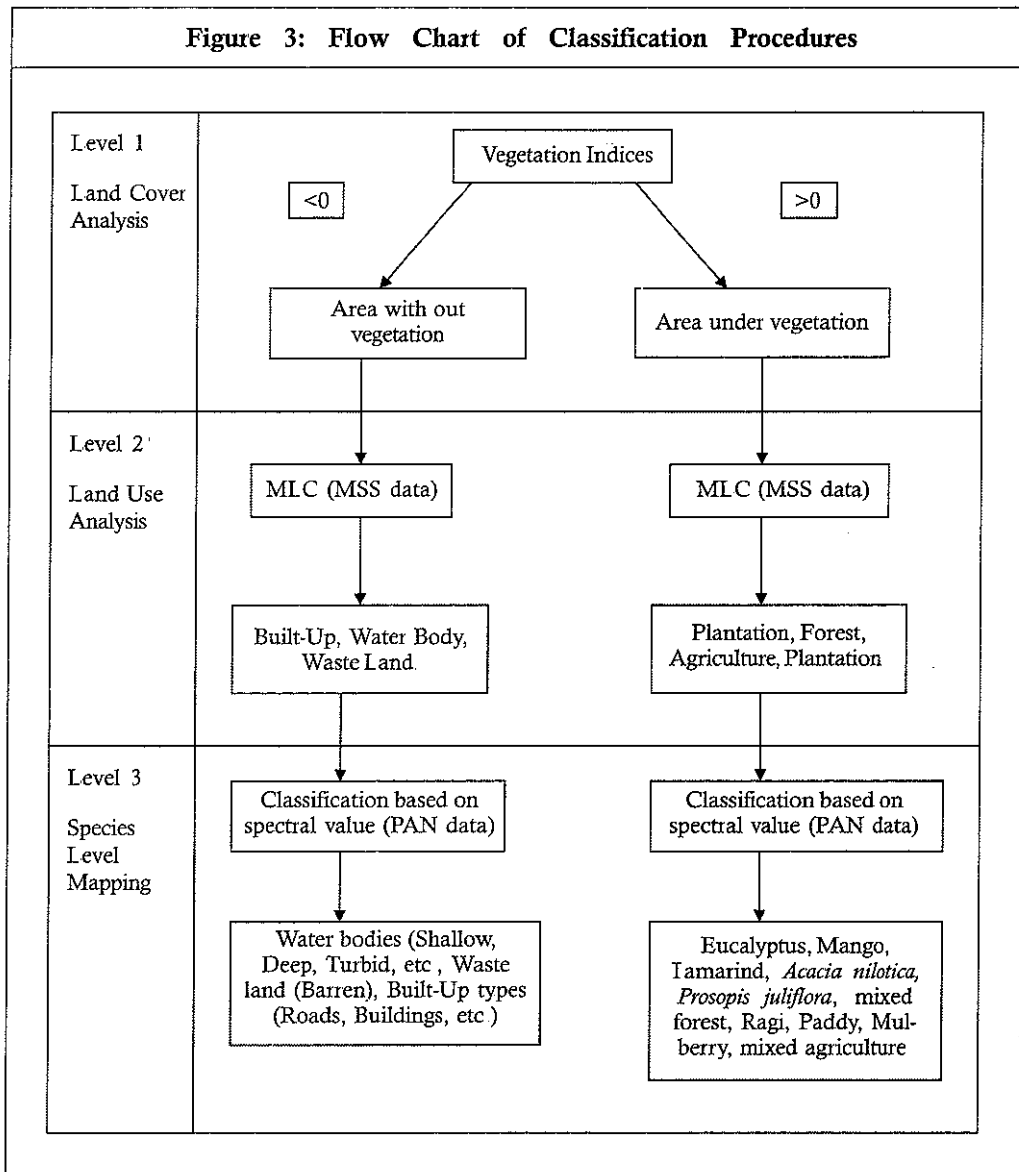 Figure 3: Flow Chart of Classification Procedures
Level 1
Land Cover
Analysis
Vegetation Indices
<0
>0
Area with out
vegetation
Area under vegetation
Level 2
Land Use
Analysis
MLC (MSS data)
MLC (MSS data)
Built-Up, Water Body,
Waste Land
Plantation, Forest,
Agriculture, Plantation
Level 3
Species
Level
Mapping
Classification based on
spectral value (PAN data)
Classification based on
spectral value (PAN data)
Water bodies (Shallow,
Deep, Turbid, etc , Waste
land (Barren), Built-Up types
(Roads, Buildings, etc )
Eucalyptus, Mango,
Tamarind, Acacia nilotica,
Prosopis juliflora, mixed
forest, Ragi, Paddy, Mul-
berry, mixed agriculture